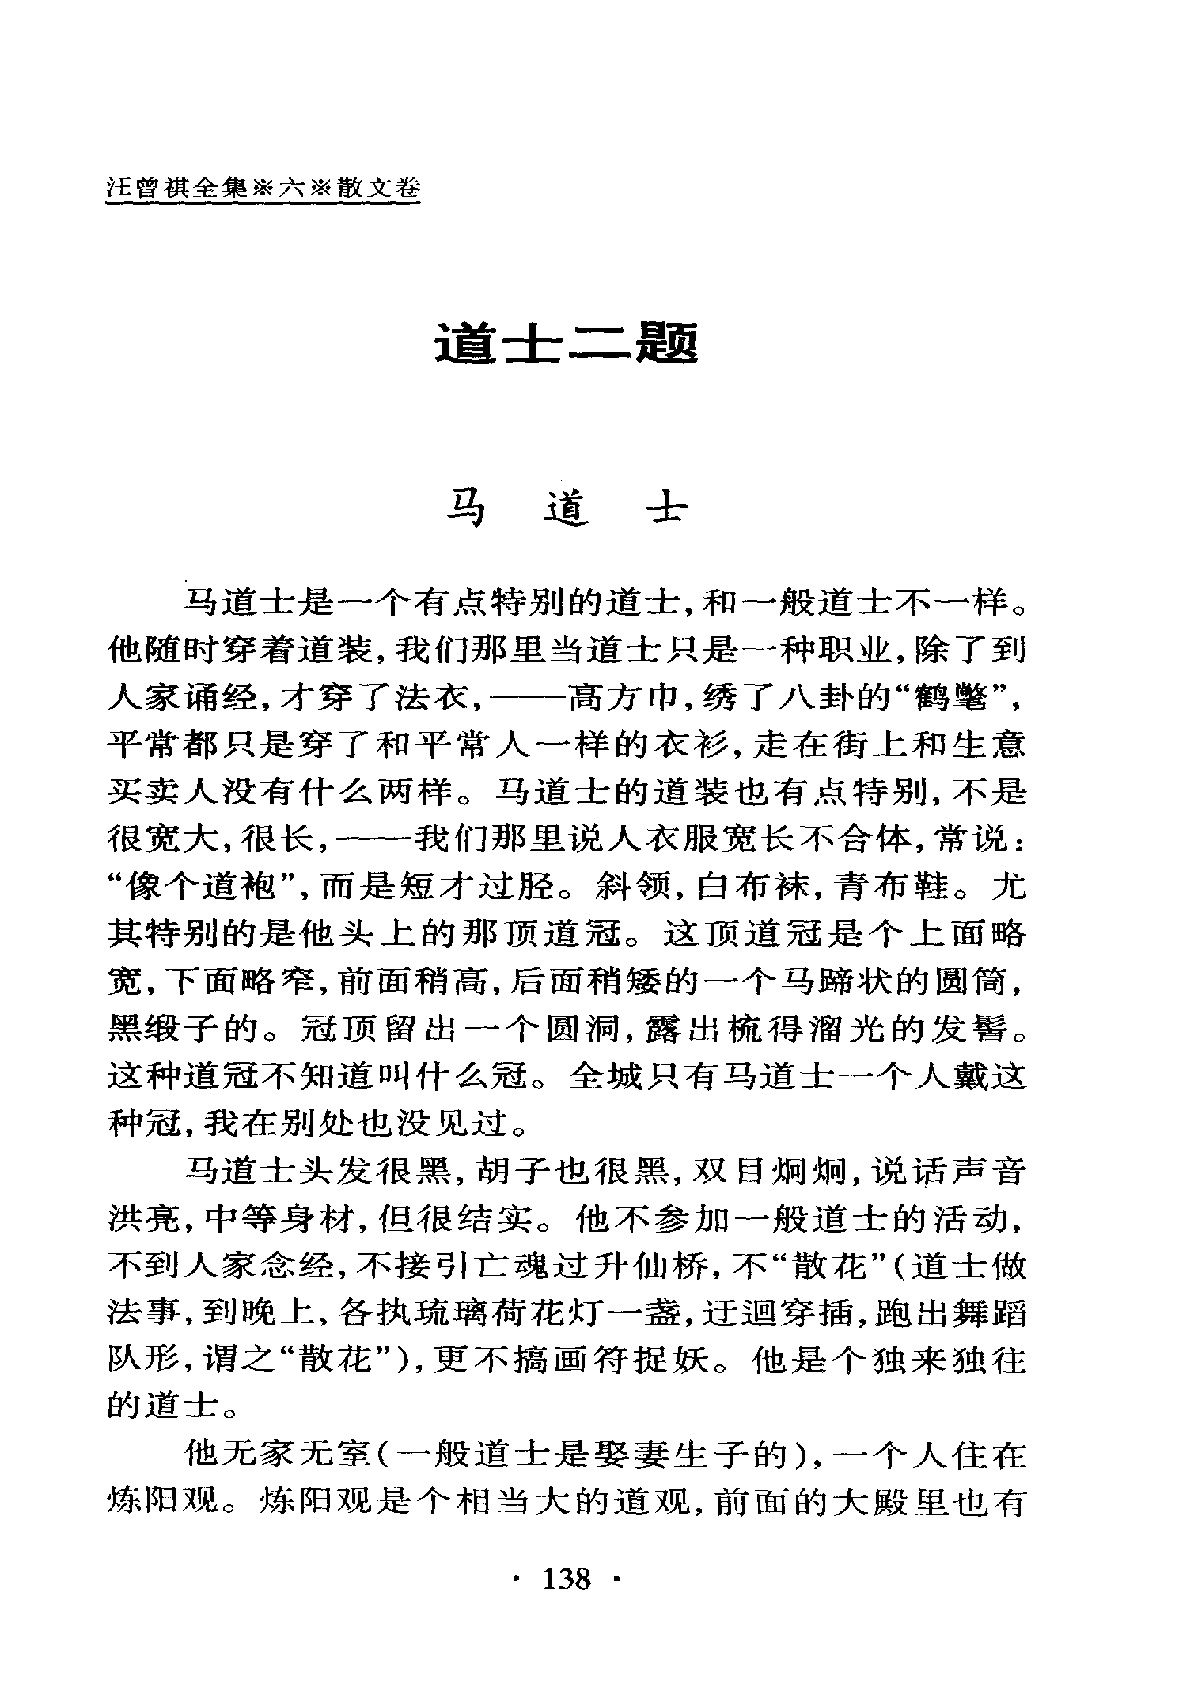 汪曾祺全集※六※散文卷
道士二题
马 道 士
马道士是一个有点特别的道士，和一般道士不一样。
他随时穿着道装，我们那里当道士只是一种职业，除了到
人家诵经，才穿了法衣，——高方巾，绣了八卦的“鹤氅”，
平常都只是穿了和平常人一样的衣衫，走在街上和生意
买卖人没有什么两样。马道士的道装也有点特别，不是
很宽大，很长，——我们那里说人衣服宽长不合体，常说：
“像个道袍”，而是短才过胫。斜领，白布袜，青布鞋。尤
其特别的是他头上的那顶道冠。这顶道冠是个上面略
宽，下面略窄，前面稍高，后面稍矮的一个马蹄状的圆筒，
黑缎子的。冠顶留出一个圆洞，露出梳得溜光的发髻。
这种道冠不知道叫什么冠。全城只有马道士一个人戴这
种冠，我在别处也没见过。
马道士头发很黑，胡子也很黑，双目炯炯，说话声音
洪亮，中等身材，但很结实。他不参加一般道士的活动，
不到人家念经，不接引亡魂过升仙桥，不“散花”（道士做
法事，到晚上，各执琉璃荷花灯一盏，迂迴穿插，跑出舞蹈
队形，谓之“散花”），更不搞画符捉妖。他是个独来独往
的道士。
他无家无室（一般道士是娶妻生子的），一个人住在
炼阳观。炼阳观是个相当大的道观，前面的大殿里也有
· 138 ·